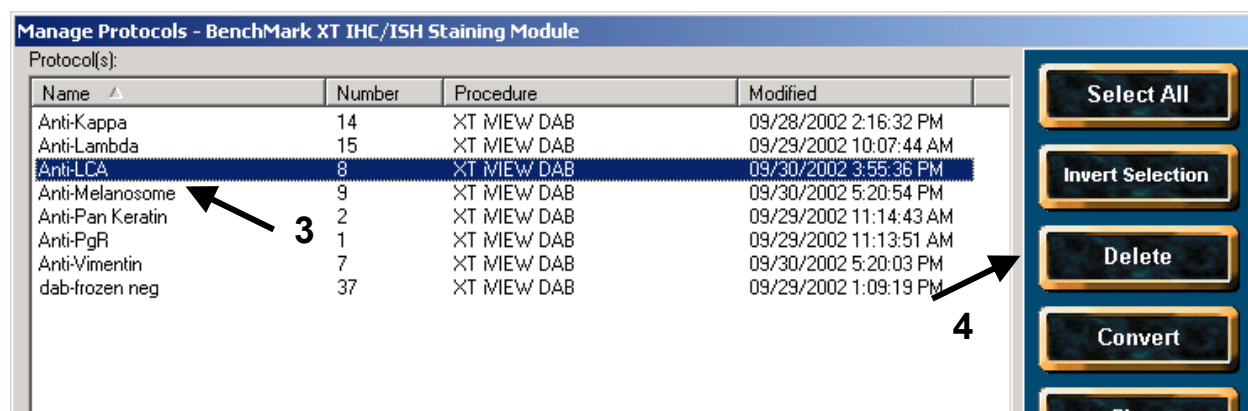 Manage Protocols - BenchMark XT IHC/ISH Staining Module
Protocol(s):
Name Number Procedure Modified
Anti-Kappa 14 XT iVIEW DAB 09/28/2002 2:16:32 PM
Anti-Lambda 15 XT iVIEW DAB 09/29/2002 10:07:44 AM
Anti-LCA 8 XT iVIEW DAB 09/30/2002 3:55:36 PM
Anti-Melanosome 9 XT iVIEW DAB 09/30/2002 5:20:54 PM
Anti-Pan Keratin 2 XT iVIEW DAB 09/29/2002 11:14:43 AM
Anti-PgR 1 XT iVIEW DAB 09/29/2002 11:13:51 AM
Anti-Vimentin 7 XT iVIEW DAB 09/30/2002 5:20:03 PM
dab-frozen neg 37 XT iVIEW DAB 09/29/2002 1:09:19 PM
3
4
Select All
Invert Selection
Delete
Convert